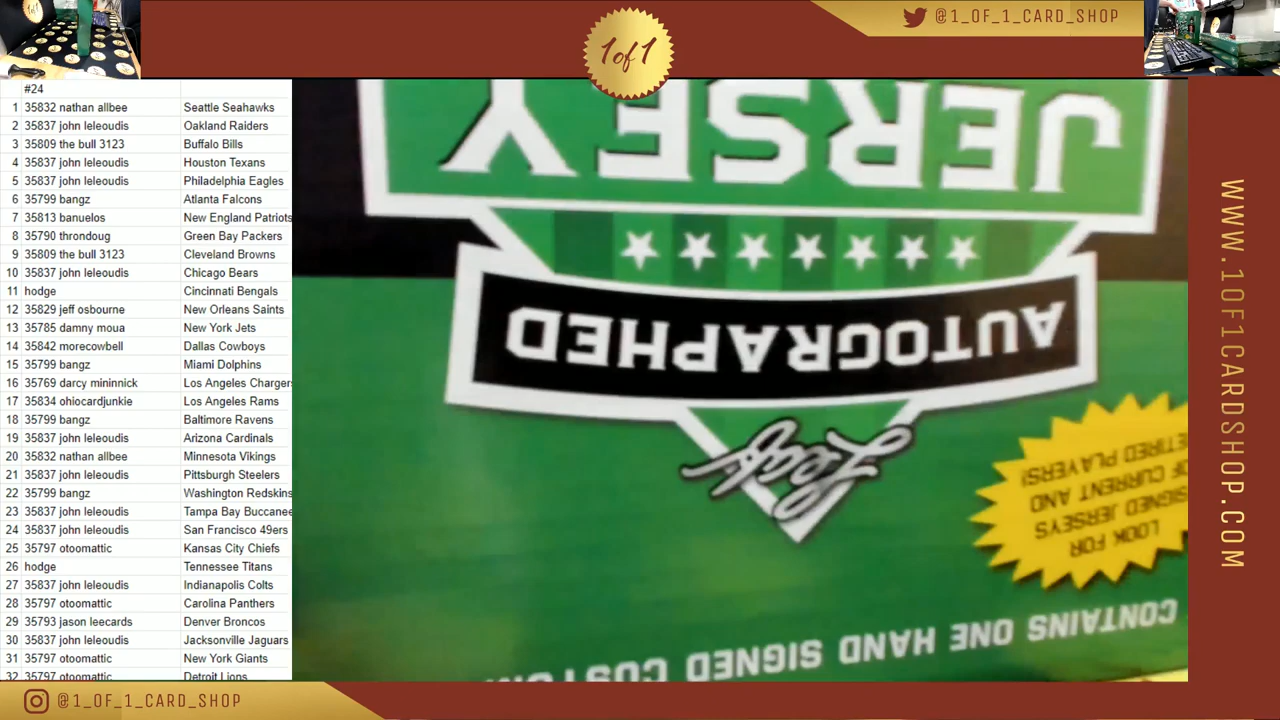 @1_OF_1_CARD_SHOP
1of1
#24
1 35832 nathan allbee Seattle Seahawks
2 35837 john leleoudis Oakland Raiders
3 35809 the bull 3123 Buffalo Bills
4 35837 john leleoudis Houston Texans
5 35837 john leleoudis Philadelphia Eagles
6 35799 bangz Atlanta Falcons
7 35813 banuelos New England Patriots
8 35790 throndoug Green Bay Packers
9 35809 the bull 3123 Cleveland Browns
10 35837 john leleoudis Chicago Bears
11 hodge Cincinnati Bengals
12 35829 jeff osbourne New Orleans Saints
13 35785 damny moua New York Jets
14 35842 morecowbell Dallas Cowboys
15 35799 bangz Miami Dolphins
16 35769 darcy mininnick Los Angeles Chargers
17 35834 ohiocardjunkie Los Angeles Rams
18 35799 bangz Baltimore Ravens
19 35837 john leleoudis Arizona Cardinals
20 35832 nathan allbee Minnesota Vikings
21 35837 john leleoudis Pittsburgh Steelers
22 35799 bangz Washington Redskins
23 35837 john leleoudis Tampa Bay Buccanee
24 35837 john leleoudis San Francisco 49ers
25 35797 otoomattic Kansas City Chiefs
26 hodge Tennessee Titans
27 35837 john leleoudis Indianapolis Colts
28 35797 otoomattic Carolina Panthers
29 35793 jason leecards Denver Broncos
30 35837 john leleoudis Jacksonville Jaguars
31 35797 otoomattic New York Giants
32 35797 otoomattic Detroit Lions
CONTAINS ONE HAND SIGNED
LOOK FOR
SIGNED JERSEYS
OF CURRENT AND
RETIRED PLAYERS!
Leaf
AUTOGRAPHED
JERSEY
WWW.1OF1CARDSHOP.COM
@1_OF_1_CARD_SHOP